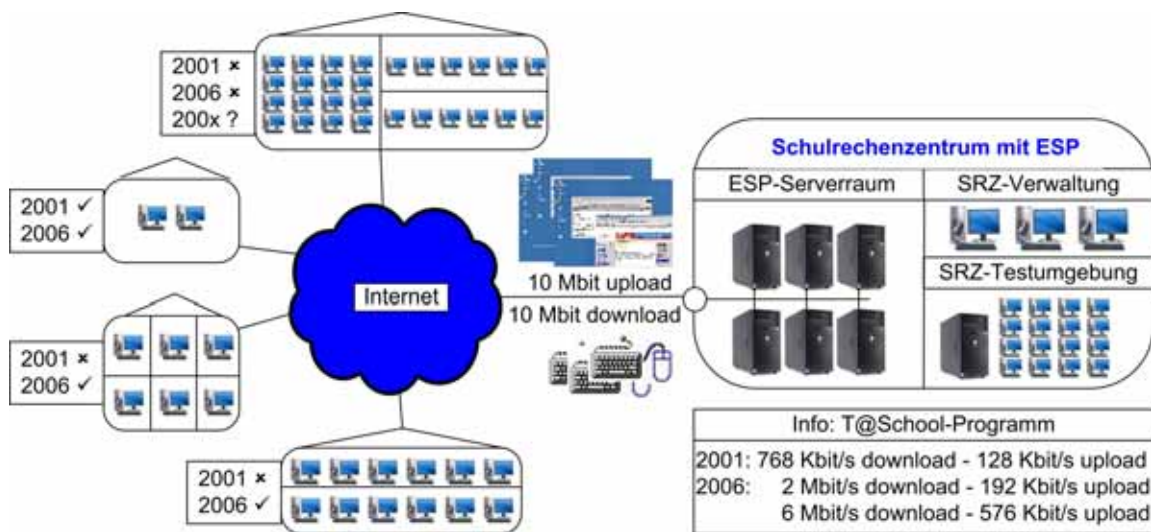 2001 ×
2006 ×
200x ?
2001 ✓
2006 ✓
2001 ×
2006 ✓
2001 ×
2006 ✓
Internet
10 Mbit upload
10 Mbit download
Schulrechenzentrum mit ESP
ESP-Serverraum
SRZ-Verwaltung
SRZ-Testumgebung
Info: T@School-Programm
2001: 768 Kbit/s download - 128 Kbit/s upload
2006: 2 Mbit/s download - 192 Kbit/s upload
6 Mbit/s download - 576 Kbit/s upload